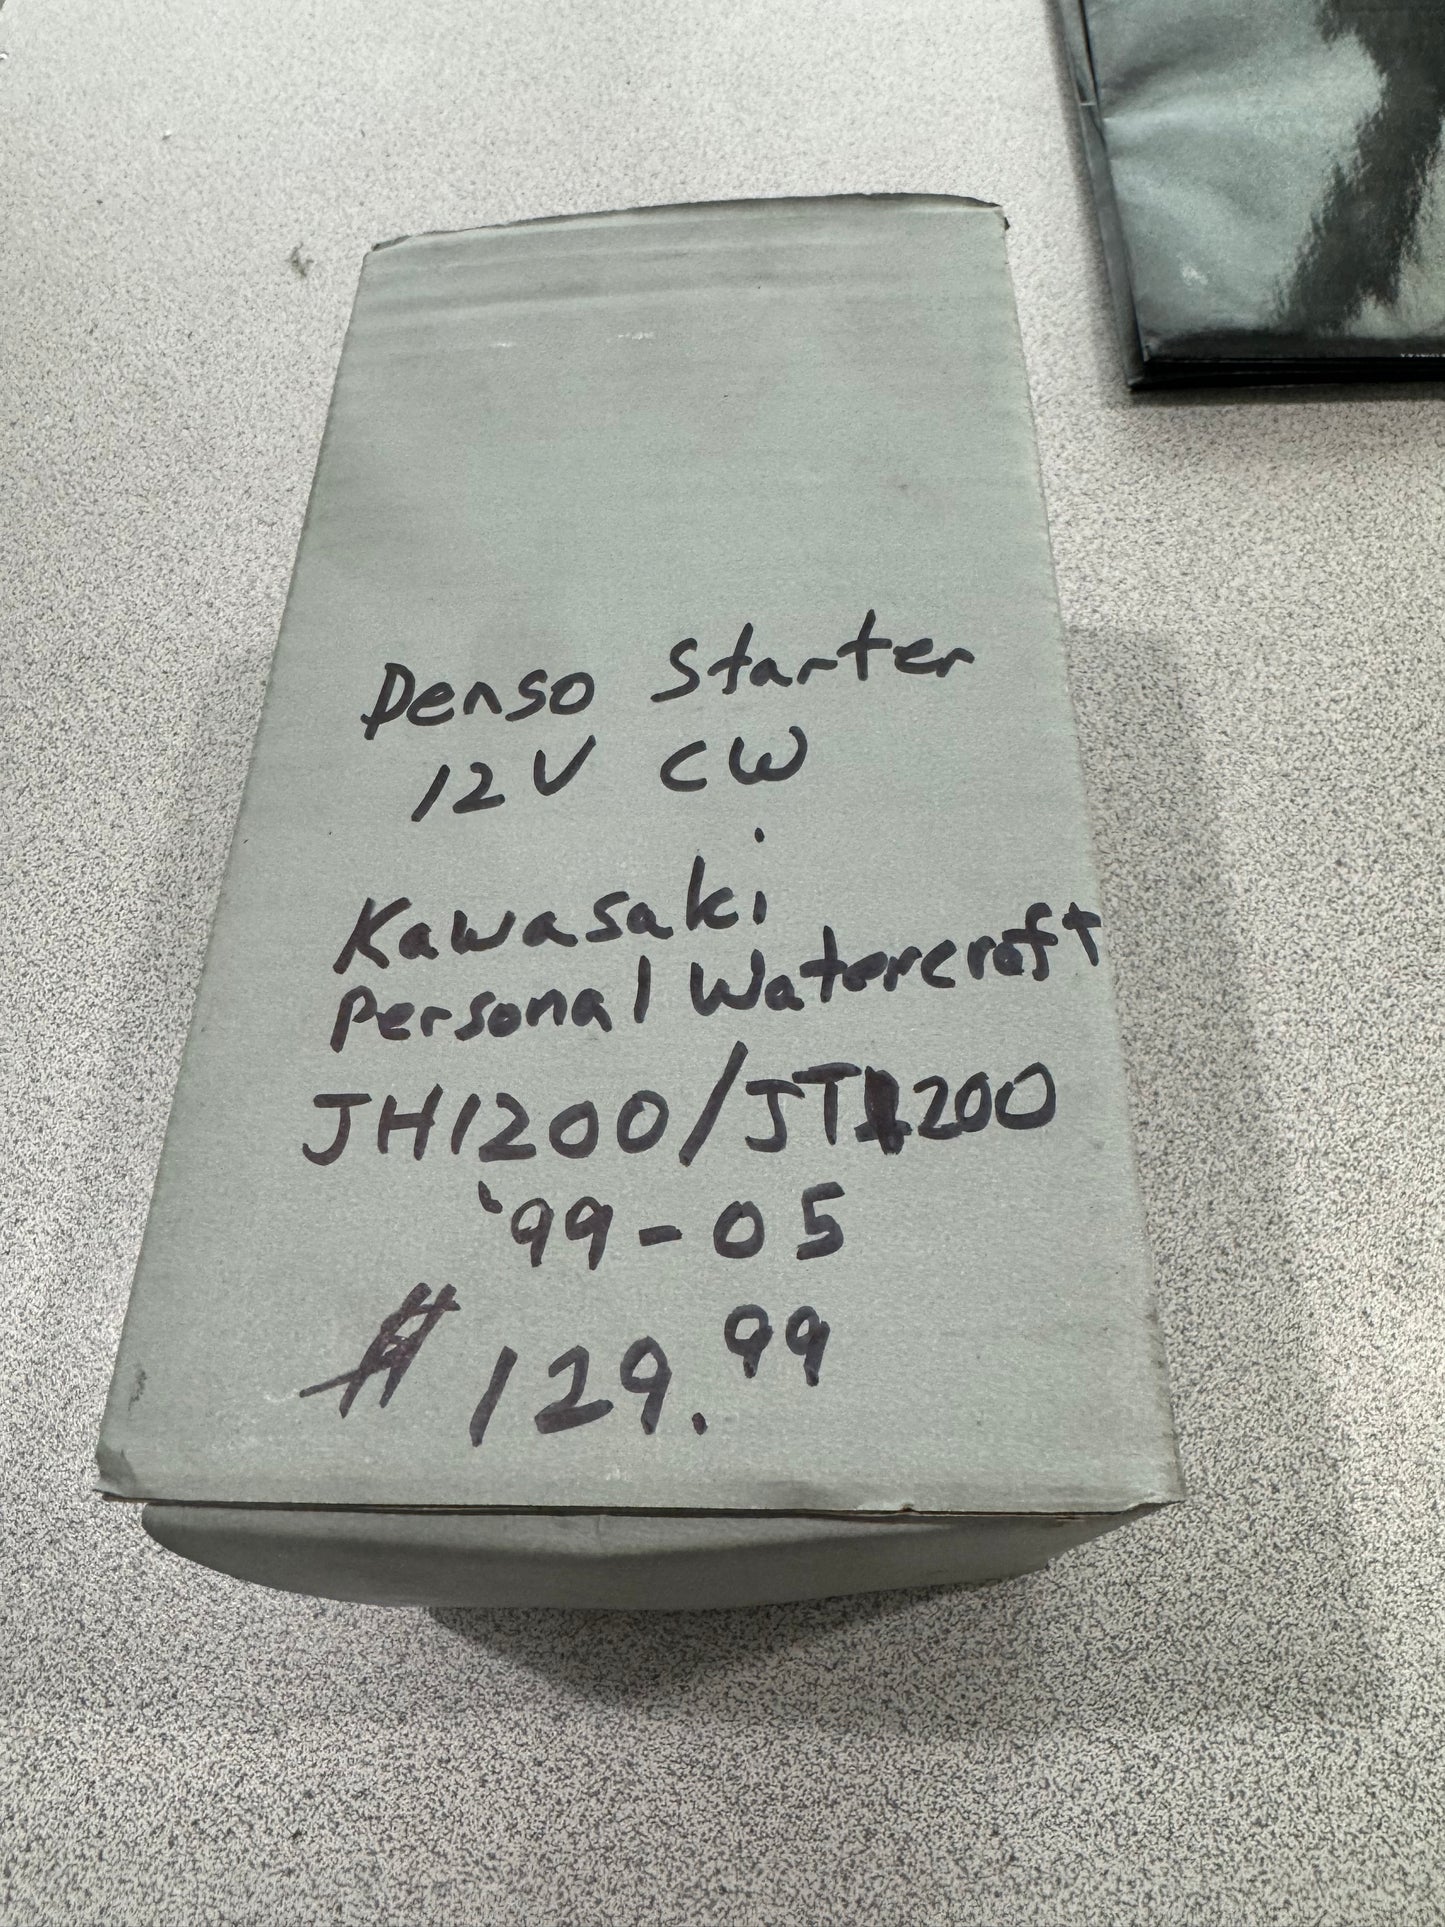 Denso Starter
12V CW
Kawasaki
Personal Watercraft
JH1200/JT1200
'99-05
$129.99